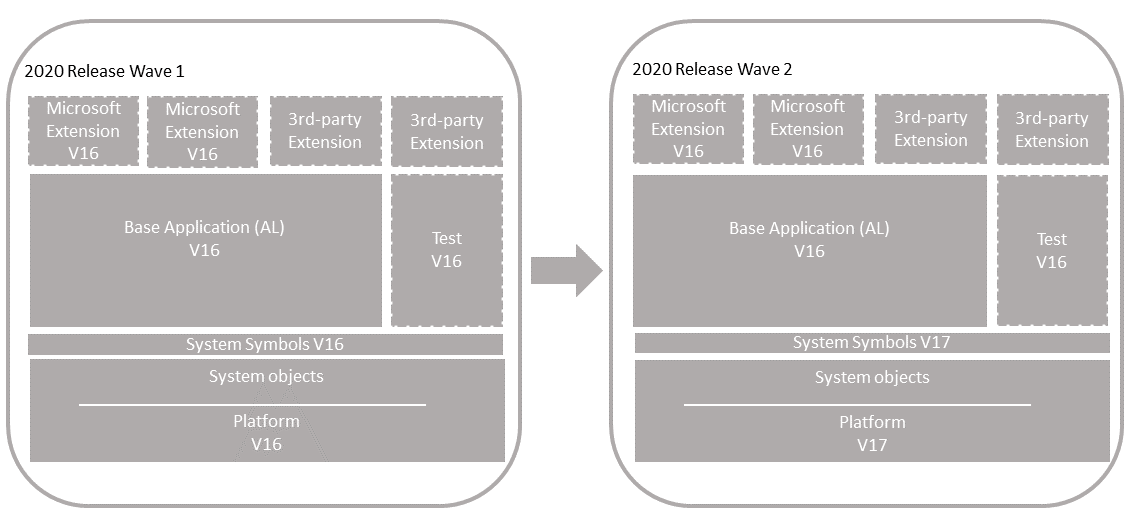 2020 Release Wave 1
Microsoft
Extension
V16
Microsoft
Extension
V16
3rd-party
Extension
3rd-party
Extension
Base Application (AL)
V16
Test
V16
System Symbols V16
System objects
Platform
V16
2020 Release Wave 2
Microsoft
Extension
V16
Microsoft
Extension
V16
3rd-party
Extension
3rd-party
Extension
Base Application (AL)
V16
Test
V16
System Symbols V17
System objects
Platform
V17